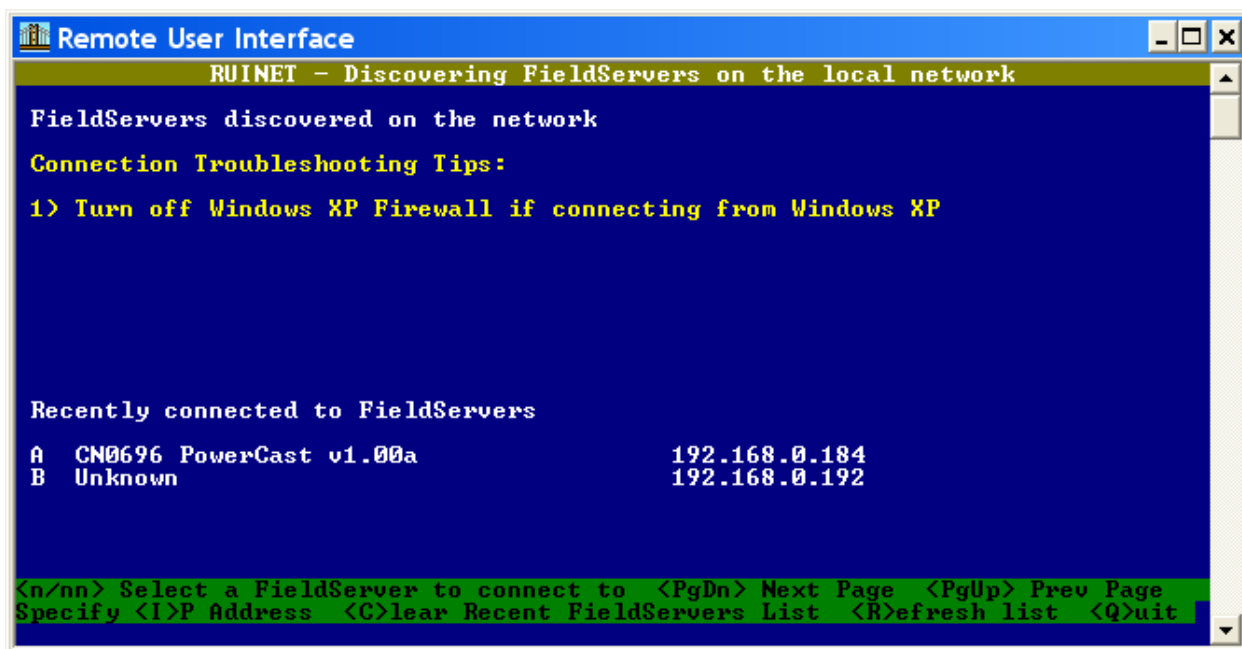 Remote User Interface
RUINET - Discovering FieldServers on the local network
FieldServers discovered on the network
Connection Troubleshooting Tips:
1) Turn off Windows XP Firewall if connecting from Windows XP
Recently connected to FieldServers
A CN0696 PowerCast v1.00a 192.168.0.184
B Unknown 192.168.0.192
<n/nn> Select a FieldServer to connect to <PgDn> Next Page <PgUp> Prev Page
Specify <I>P Address <C>lear Recent FieldServers List <R>efresh list <Q>uit